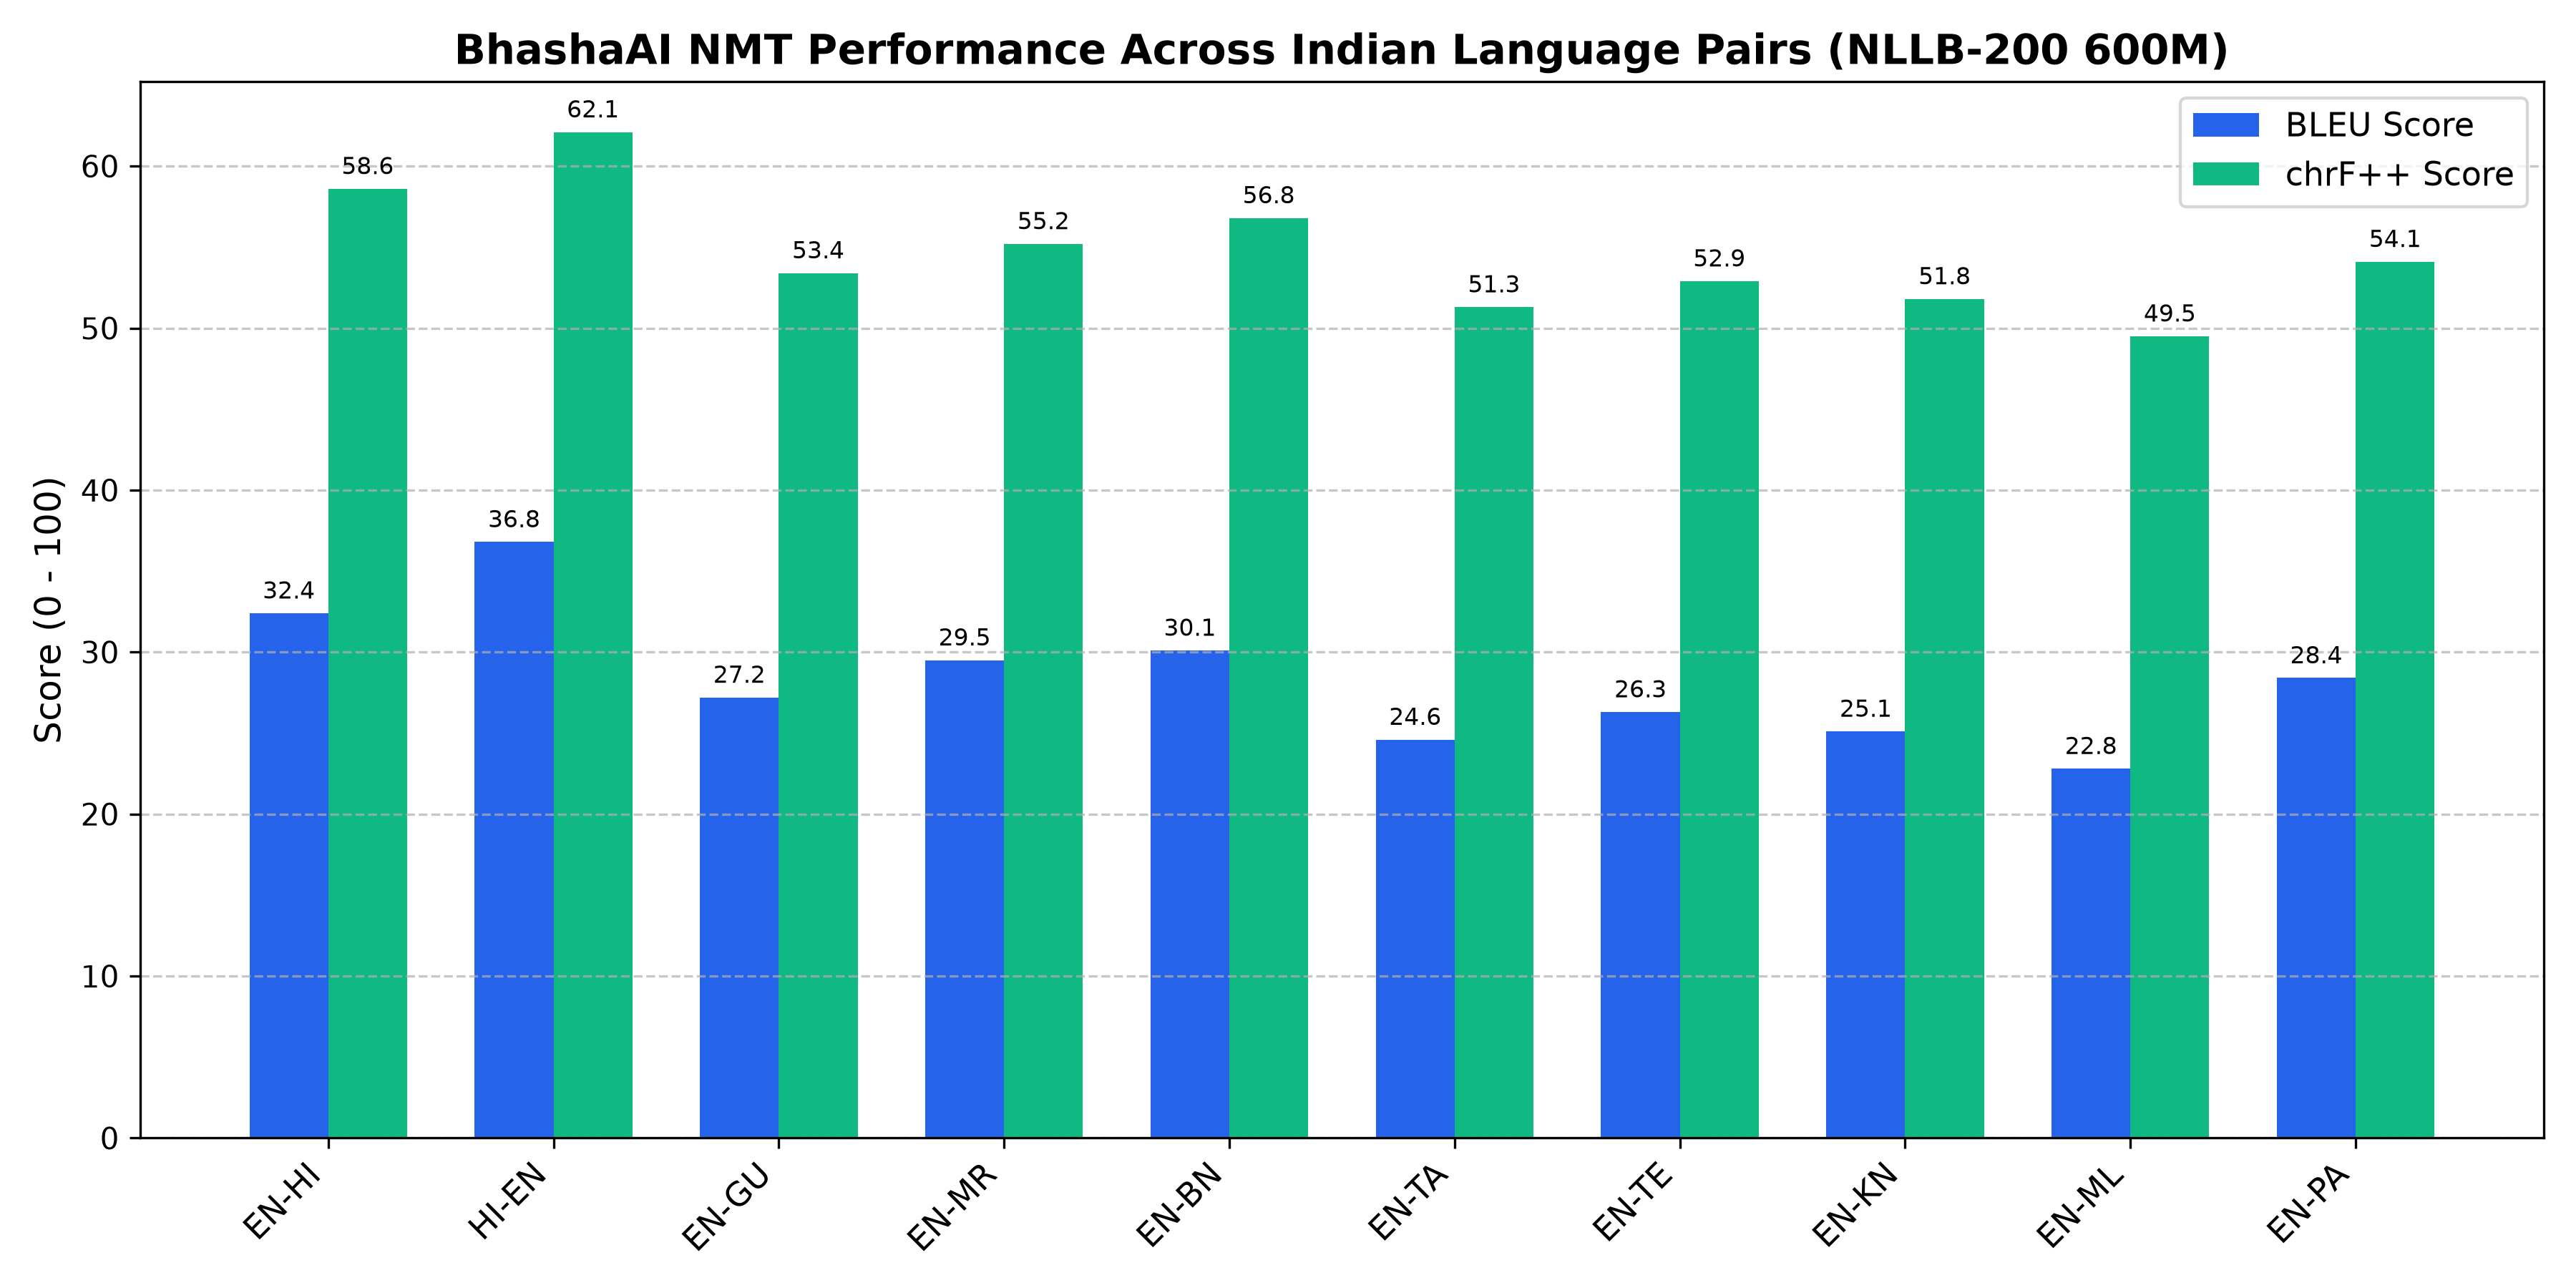 BhashaAI NMT Performance Across Indian Language Pairs (NLLB-200 600M)
BLEU Score
chrF++ Score
Score (0 - 100)
60
50
40
30
20
10
0
32.4
58.6
36.8
62.1
27.2
53.4
29.5
55.2
30.1
56.8
24.6
51.3
26.3
52.9
25.1
51.8
22.8
49.5
28.4
54.1
EN-HI
HI-EN
EN-GU
EN-MR
EN-BN
EN-TA
EN-TE
EN-KN
EN-ML
EN-PA